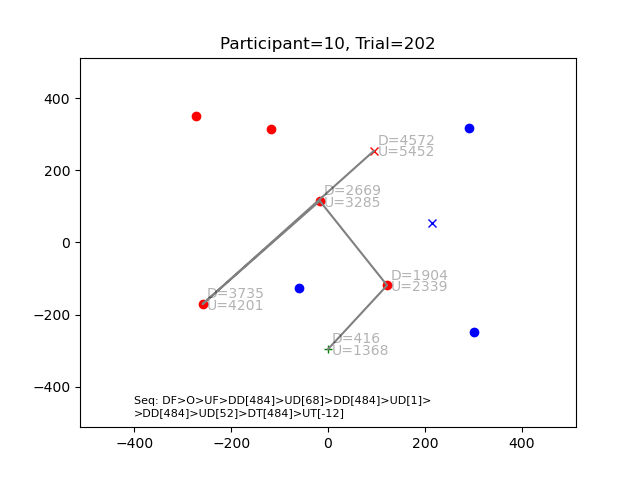 Participant=10, Trial=202
400
200
0
−200
−400
D=4572
U=5452
D=2669
U=3285
D=1904
U=2339
D=3735
U=4201
D=416
U=1368
Seq: DF>O>UF>DD[484]>UD[68]>DD[484]>UD[1]>
>DD[484]>UD[52]>DT[484]>UT[-12]
−400 −200 0 200 400